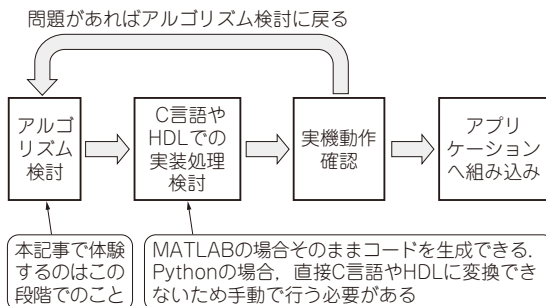 問題があればアルゴリズム検討に戻る
アルゴ
リズム
検討
C言語や
HDLでの
実装処理
検討
実機動作
確認
アプリ
ケーション
へ組み込み
本記事で体験
するのはこの
段階でのこと
MATLABの場合そのままコードを生成できる．
Pythonの場合，直接C言語やHDLに変換でき
ないため手動で行う必要がある